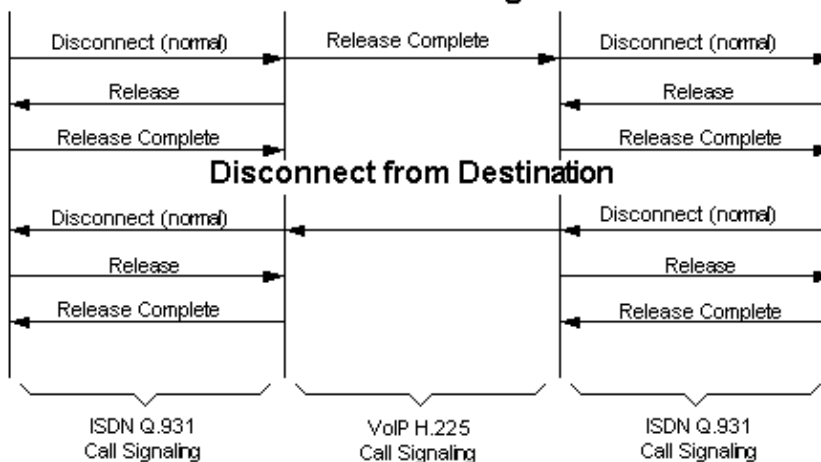 Disconnect (normal) Release Complete Disconnect (normal)
Release Release
Release Complete Release Complete
Disconnect from Destination
Disconnect (normal) Disconnect (normal)
Release Release
Release Complete Release Complete
ISDN Q.931 VoIP H.225 ISDN Q.931
Call Signaling Call Signaling Call Signaling